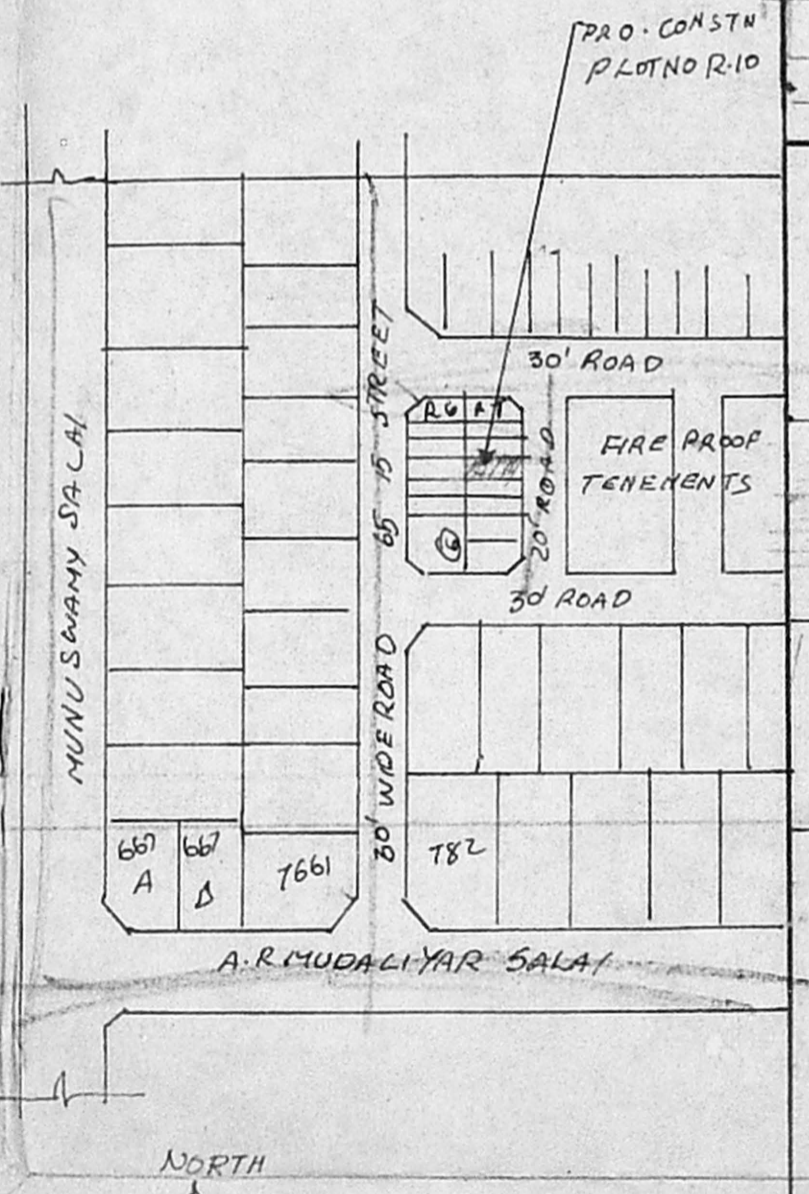 PRO. CONSTN
PLOT NO R.10
30' ROAD
R6
FIRE PROOF
TENEMENTS
20' ROAD
STREET
MUNUSWAMY SALAI
30' ROAD
30' WIDE ROAD
667
A
667
7661
782
A.R MUDALIYAR SALAI
NORTH